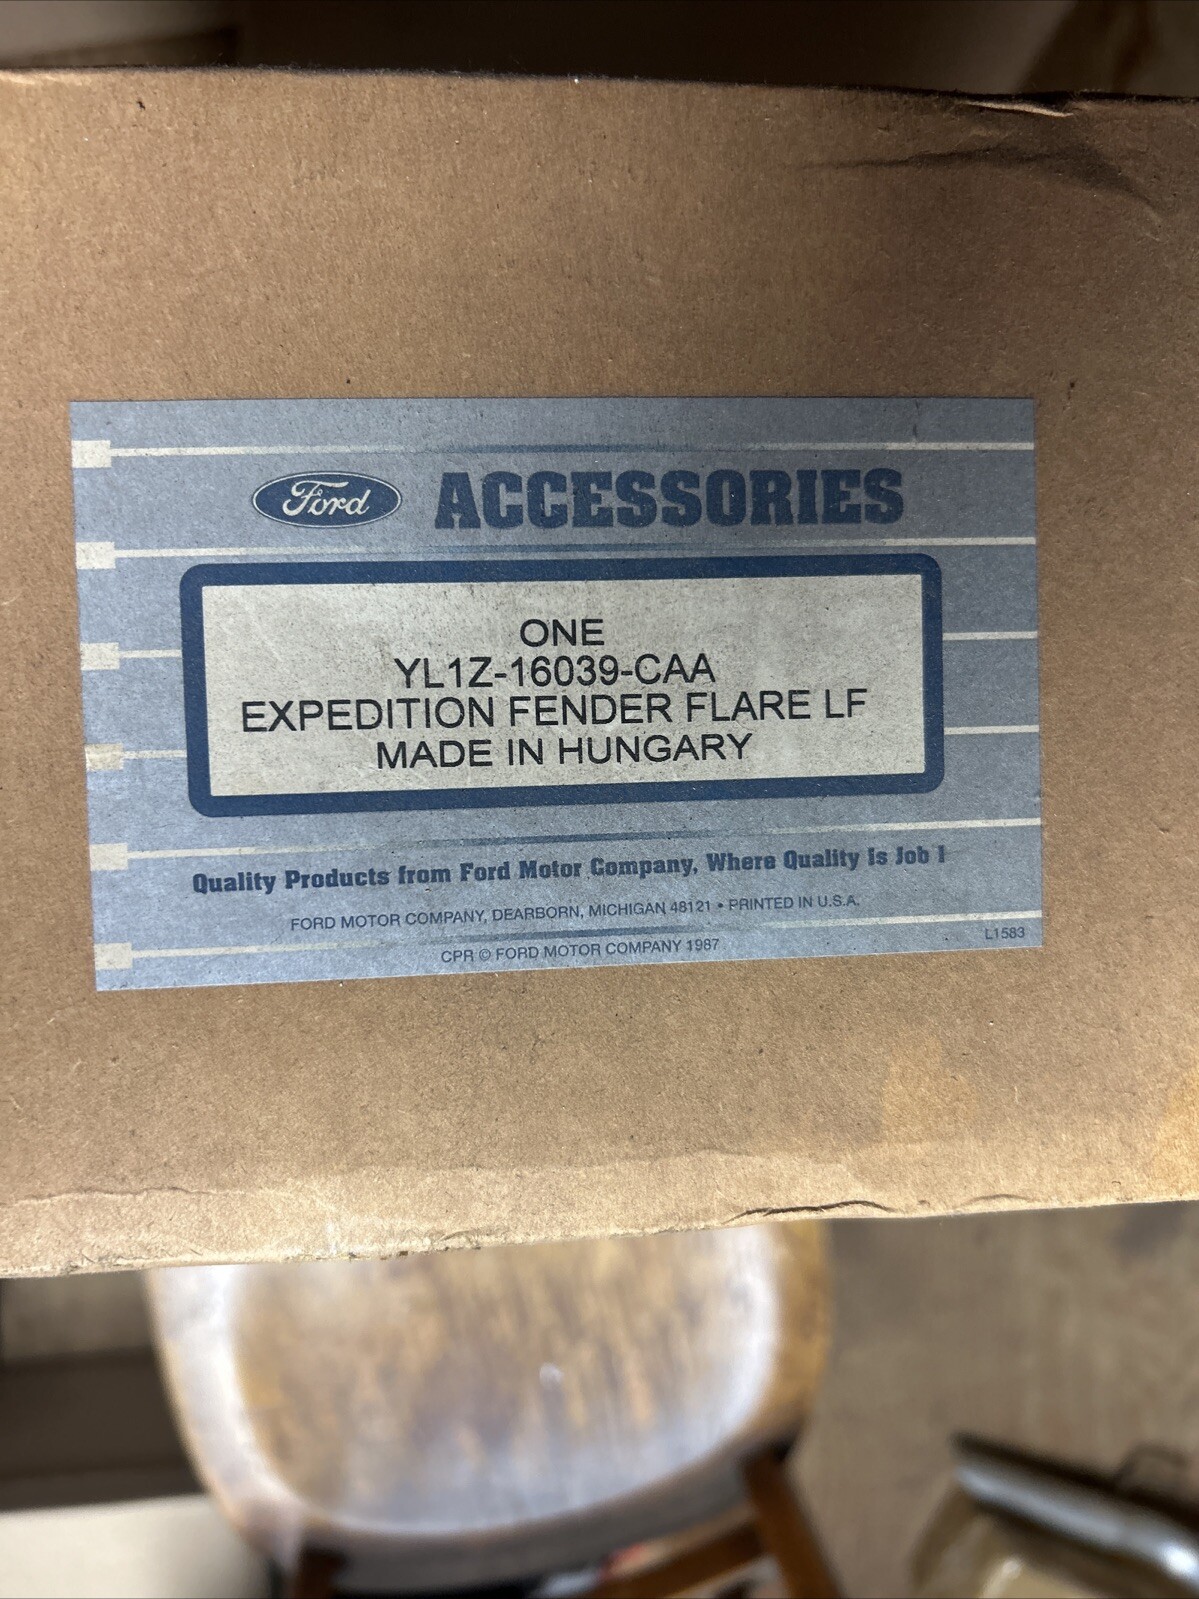 Ford ACCESSORIES
ONE
YL1Z-16039-CAA
EXPEDITION FENDER FLARE LF
MADE IN HUNGARY
Quality Products from Ford Motor Company, Where Quality Is Job 1
FORD MOTOR COMPANY, DEARBORN, MICHIGAN 48121 • PRINTED IN U.S.A.
CPR © FORD MOTOR COMPANY 1987
L1583